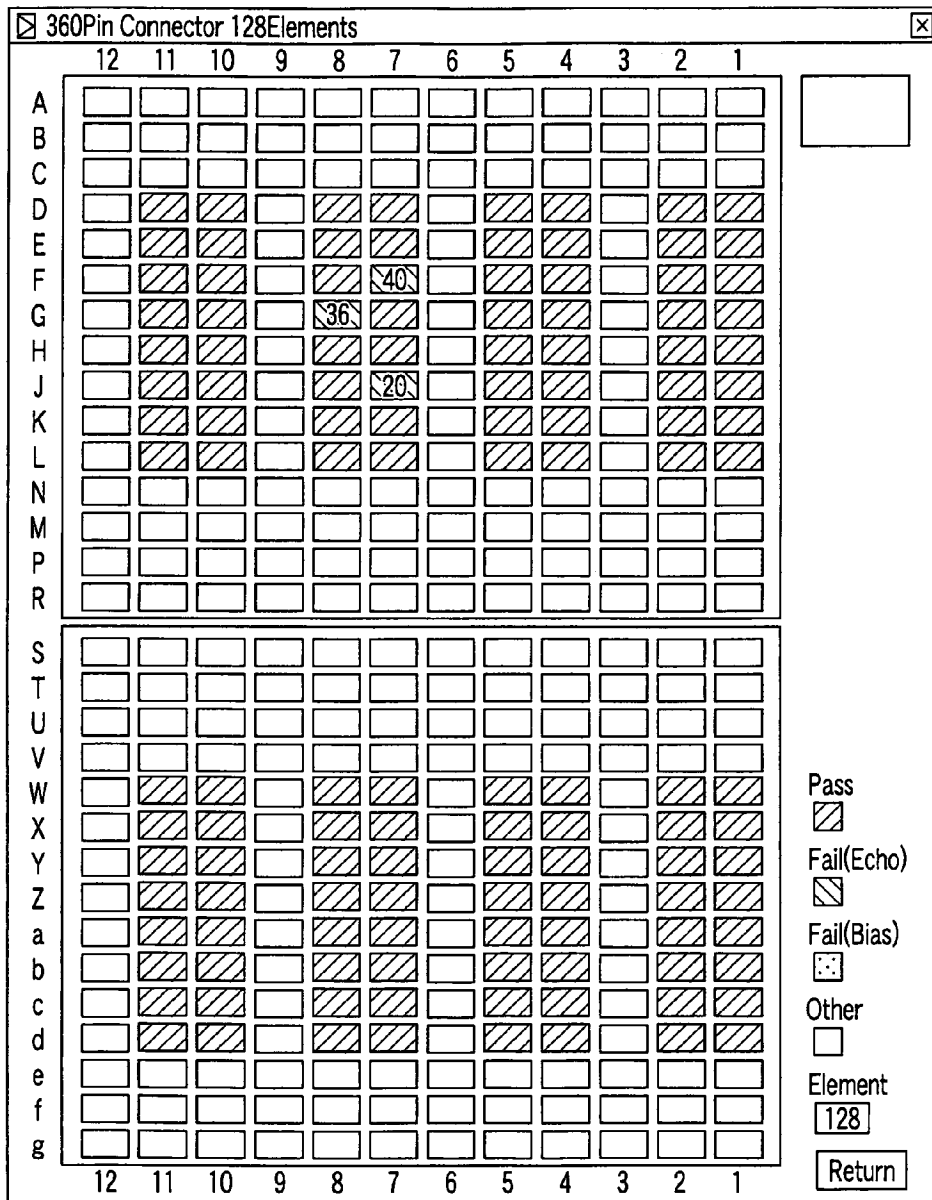 360Pin Connector 128Elements
12 11 10 9 8 7 6 5 4 3 2 1
A
B
C
D
E
F 40
G 36
H
J 20
K
L
N
M
P
R
S
T
U
V
W
X
Y
Z
a
b
c
d
e
f
g
12 11 10 9 8 7 6 5 4 3 2 1
Pass
Fail(Echo)
Fail(Bias)
Other
Element
128
Return